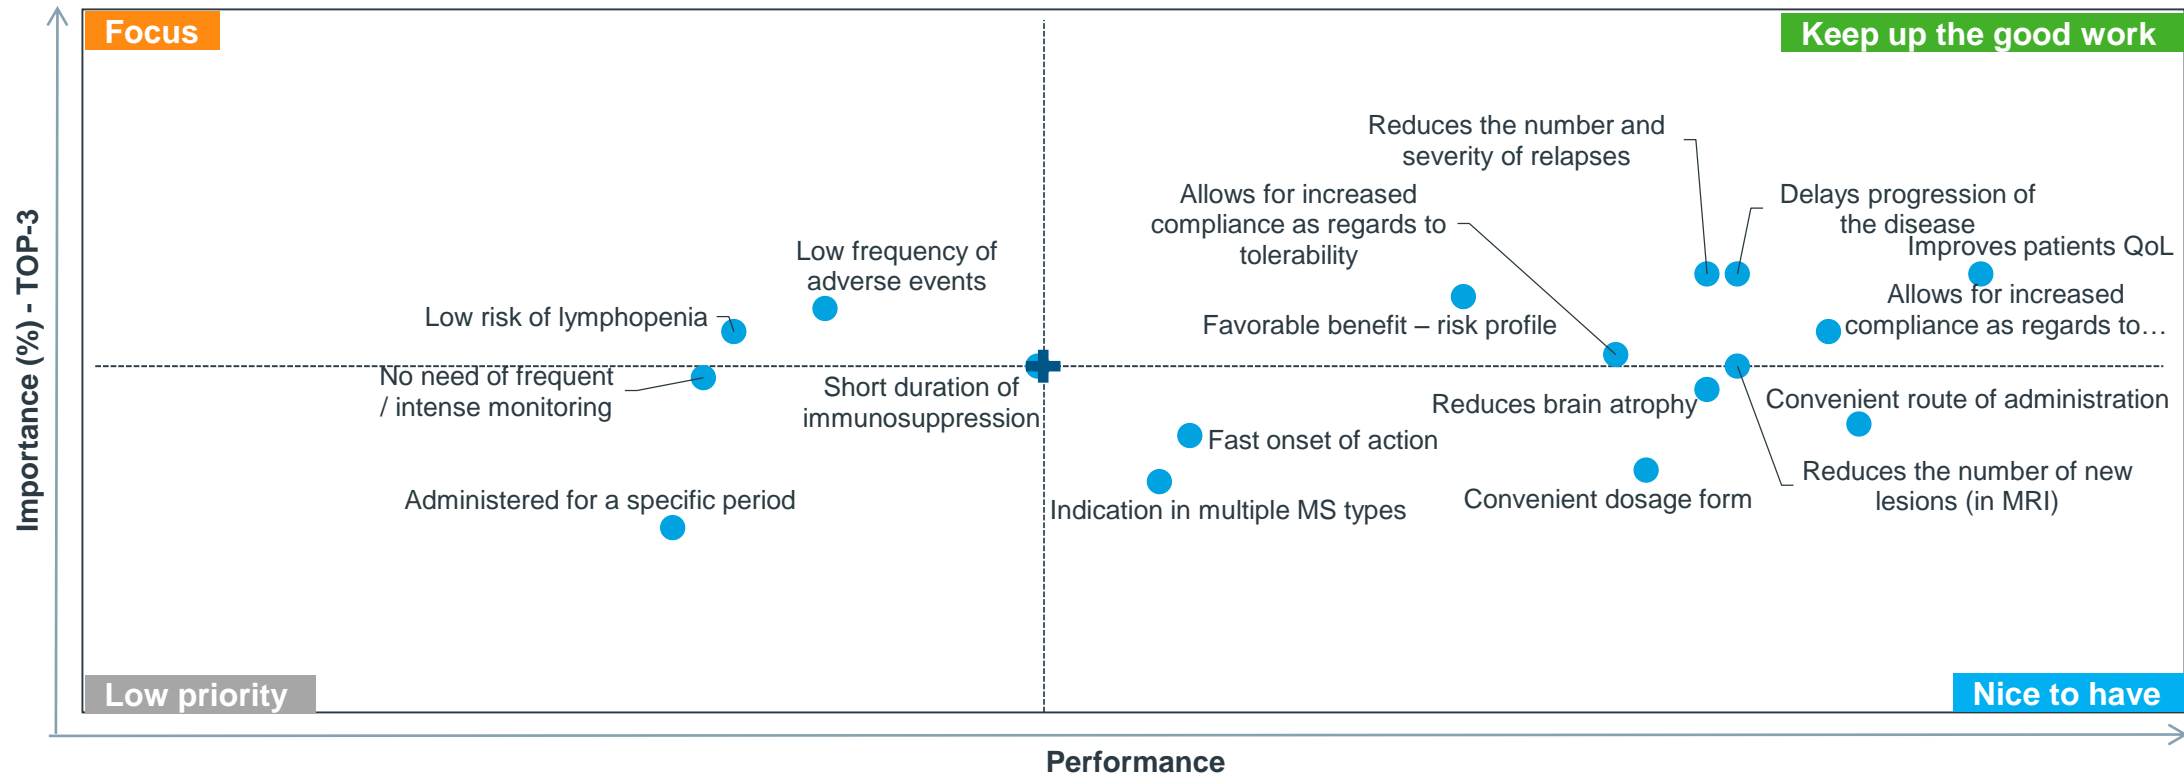 Focus
Keep up the good work
Reduces the number and
severity of relapses
Allows for increased
compliance as regards to
tolerability
Delays progression of
the disease
Improves patients QoL
Low frequency of
adverse events
Allows for increased
compliance as regards to…
Low risk of lymphopenia
Favorable benefit – risk profile
No need of frequent
/ intense monitoring
Short duration of
immunosuppression
Reduces brain atrophy
Convenient route of administration
Fast onset of action
Reduces the number of new
lesions (in MRI)
Administered for a specific period
Indication in multiple MS types
Convenient dosage form
Low priority
Nice to have
Importance (%) - TOP-3
Performance